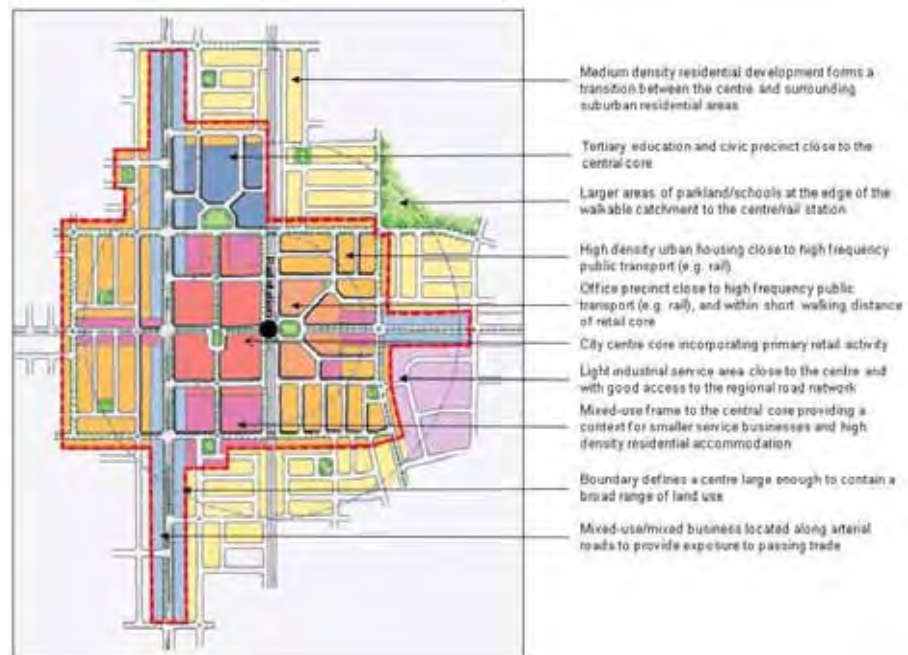 Medium density residential development forms a
transition between the centre and surrounding
suburban residential areas
Tertiary education and civic precinct close to the
central core
Larger areas of parkland/schools at the edge of the
walkable catchment to the centre/rail station
High density urban housing close to high frequency
public transport (e.g. rail)
Office precinct close to high frequency public
transport (e.g. rail), and within short walking distance
of retail core
City centre core incorporating primary retail activity
Light industrial service area close to the centre and
with good access to the regional road network
Mixed-use frame to the central core providing a
context for smaller service businesses and high
density residential accommodation
Boundary defines a centre large enough to contain a
broad range of land use
Mixed-use/mixed business located along arterial
roads to provide exposure to passing trade